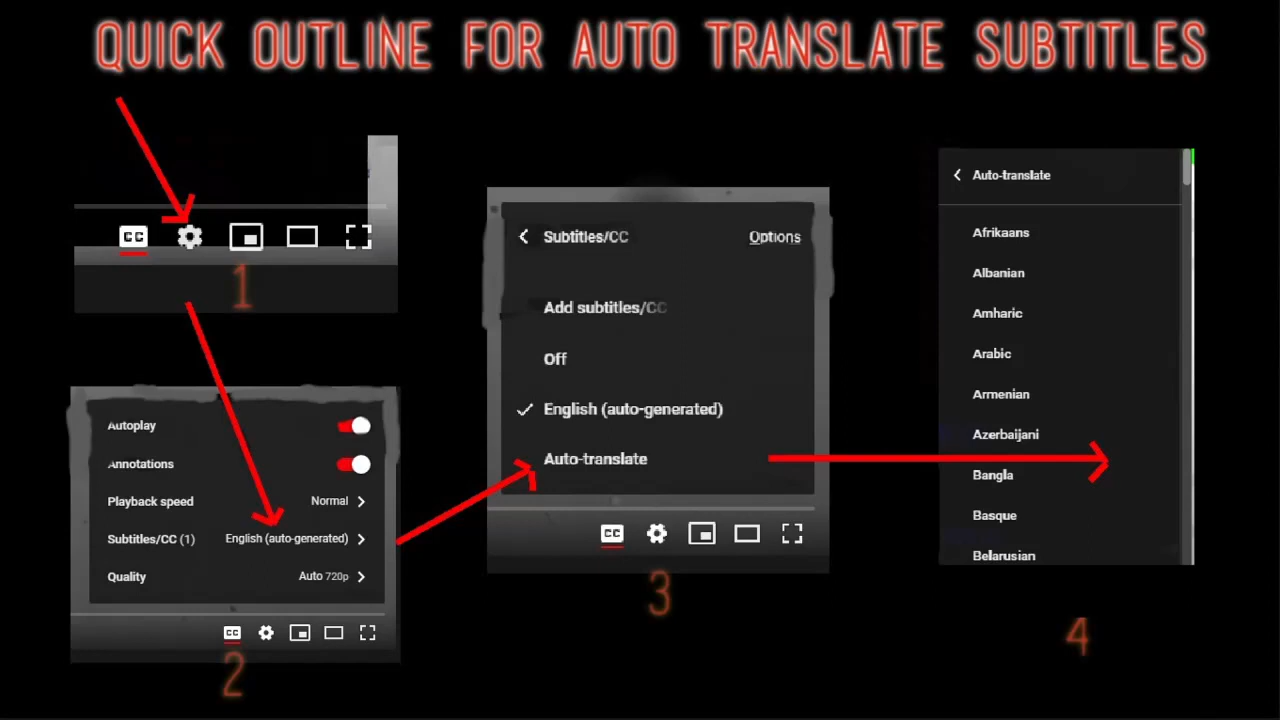 QUICK OUTLINE FOR AUTO TRANSLATE SUBTITLES
CC
1
Autoplay
Annotations
Playback speed Normal
Subtitles/CC (1) English (auto-generated)
Quality Auto 720p
CC
2
Subtitles/CC Options
Add subtitles/CC
Off
English (auto-generated)
Auto-translate
CC
3
Auto-translate
Afrikaans
Albanian
Amharic
Arabic
Armenian
Azerbaijani
Bangla
Basque
Belarusian
4